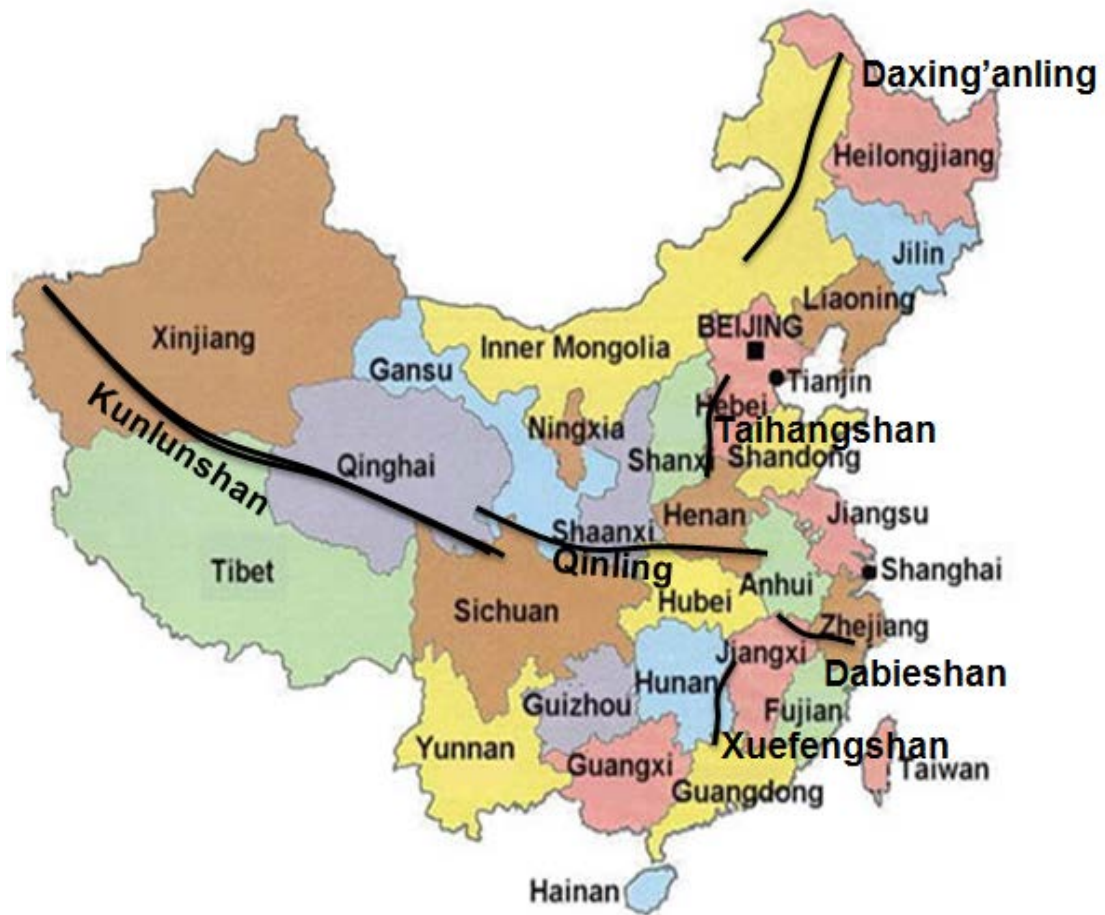 Daxing’anling
Heilongjiang
Jilin
Liaoning
Xinjiang
BEIJING
Inner Mongolia
Gansu
Tianjin
Hebei
Kunlunshan
Ningxia
Taihangshan
Qinghai
Shanxi
Shandong
Henan
Jiangsu
Shaanxi
Qinling
Tibet
Shanghai
Anhui
Sichuan
Hubei
Zhejiang
Jiangxi
Dabieshan
Hunan
Guizhou
Fujian
Yunnan
Xuefengshan
Guangxi
Taiwan
Guangdong
Hainan